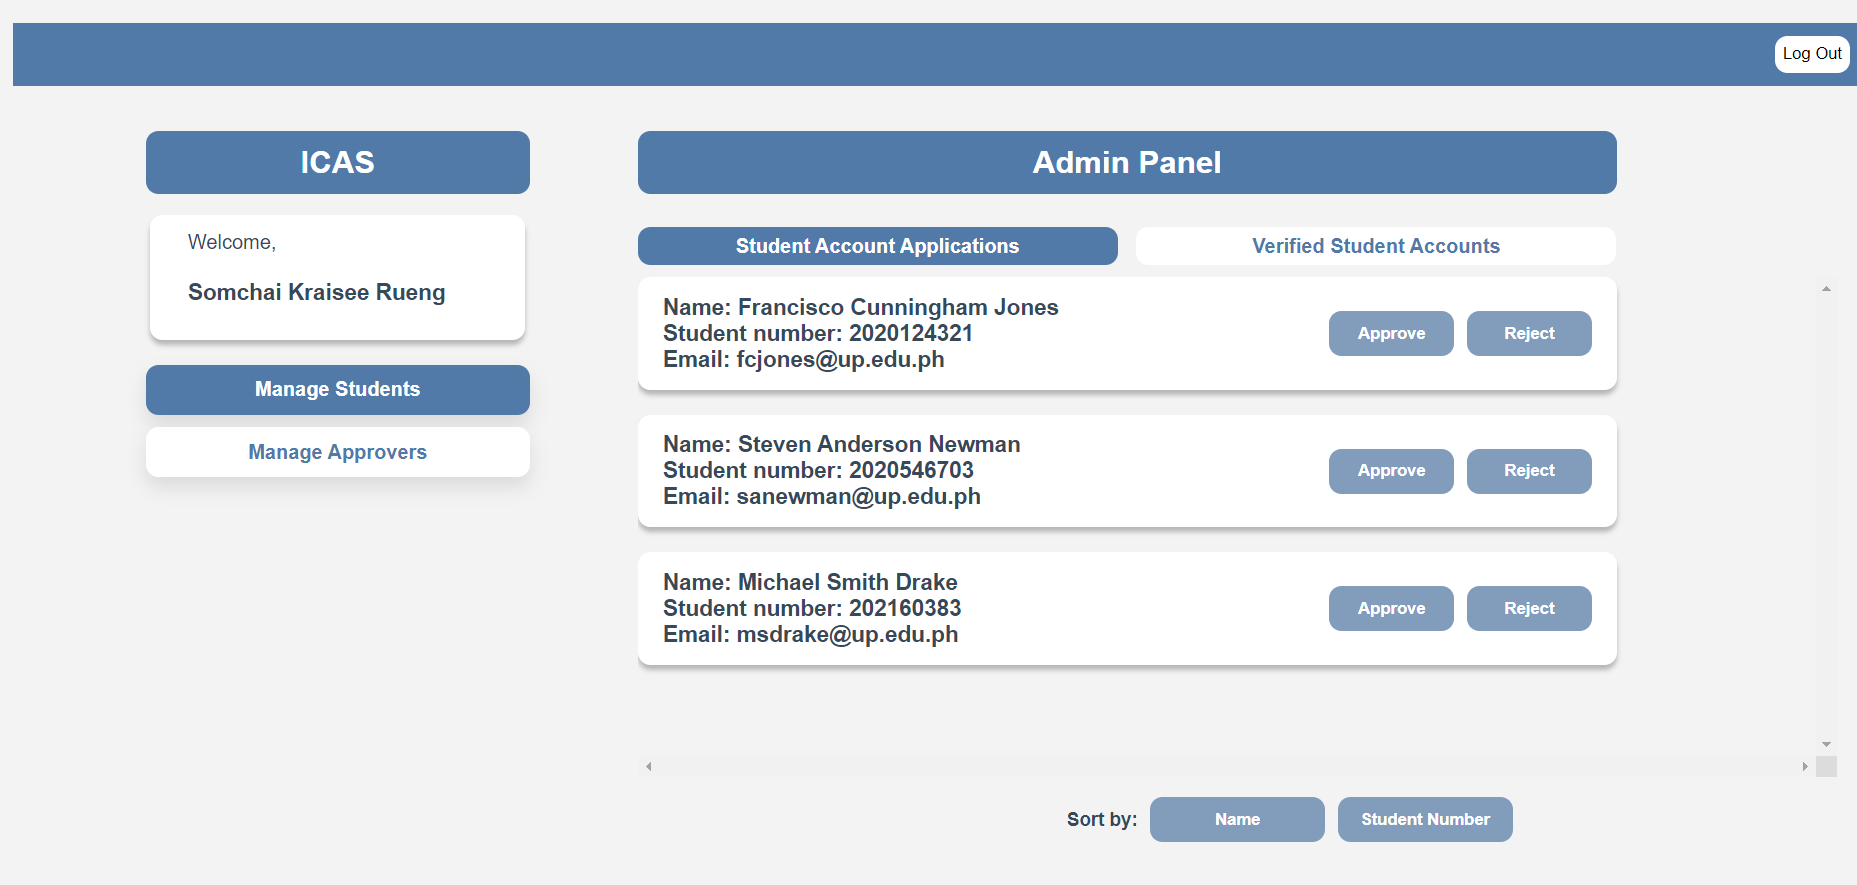 Log Out
ICAS
Welcome,
Somchai Kraisee Rueng
Manage Students
Manage Approvers
Admin Panel
Student Account Applications
Verified Student Accounts
Name: Francisco Cunningham Jones
Student number: 2020124321
Email: fcjones@up.edu.ph
Approve
Reject
Name: Steven Anderson Newman
Student number: 2020546703
Email: sanewman@up.edu.ph
Approve
Reject
Name: Michael Smith Drake
Student number: 202160383
Email: msdrake@up.edu.ph
Approve
Reject
Sort by:
Name
Student Number